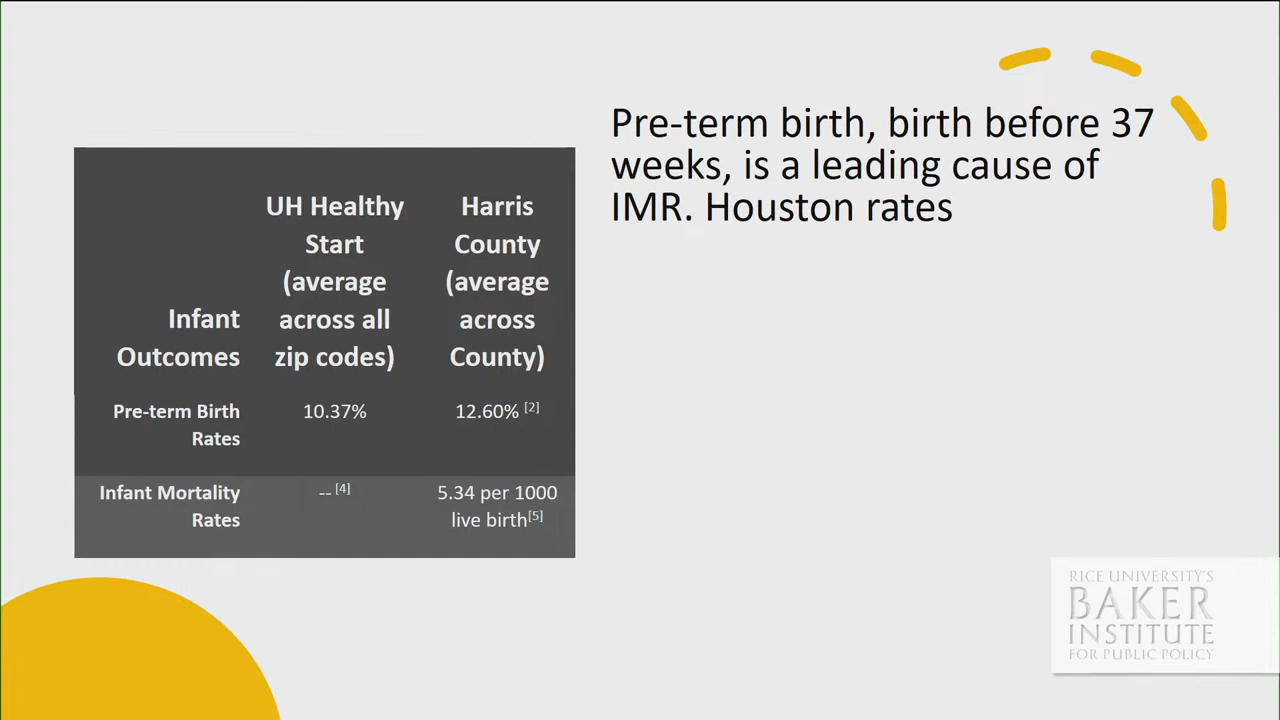 Pre-term birth, birth before 37
weeks, is a leading cause of
IMR. Houston rates
Infant
Outcomes
UH Healthy
Start
(average
across all
zip codes)
Harris
County
(average
across
County)
Pre-term Birth
Rates
10.37%
12.60% [2]
Infant Mortality
Rates
-- [4]
5.34 per 1000
live birth[5]
RICE UNIVERSITY'S
BAKER
INSTITUTE
FOR PUBLIC POLICY